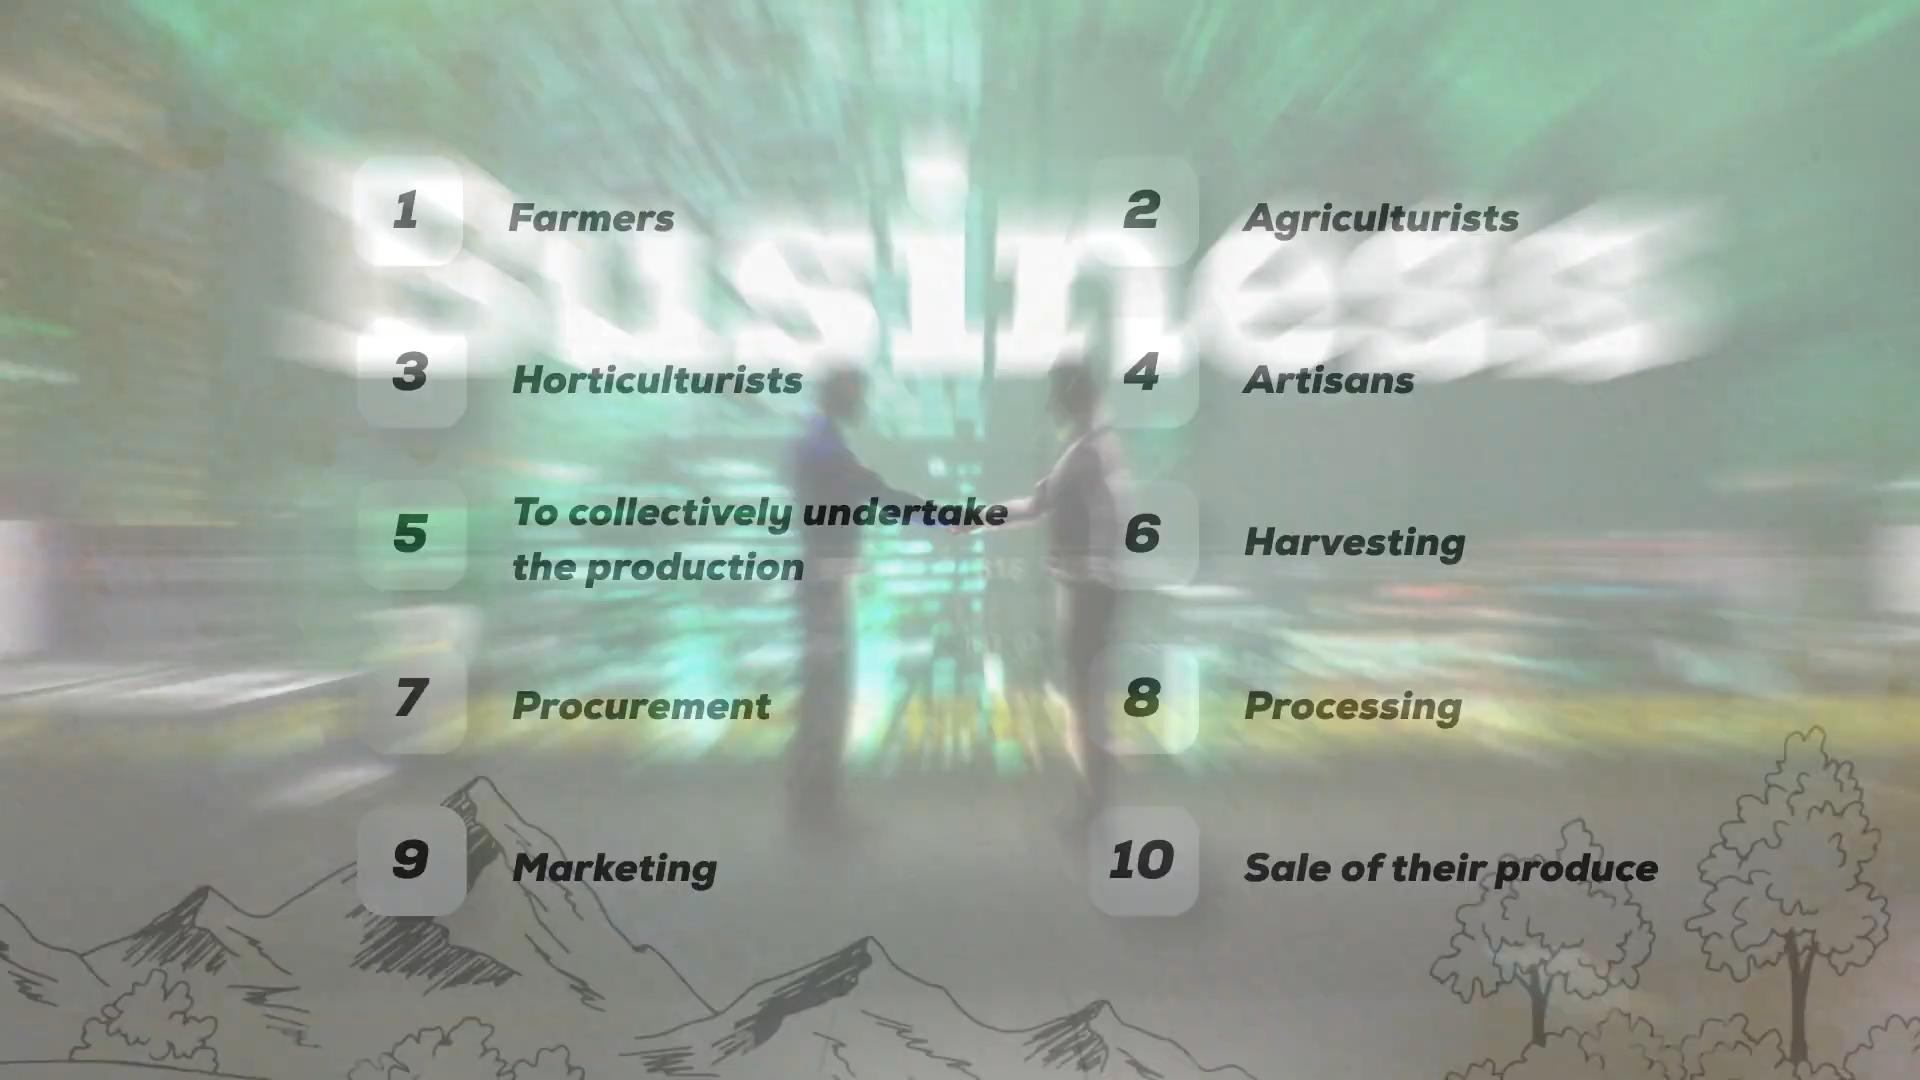 Business
1 Farmers
2 Agriculturists
3 Horticulturists
4 Artisans
5 To collectively undertake
the production
6 Harvesting
7 Procurement
8 Processing
9 Marketing
10 Sale of their produce